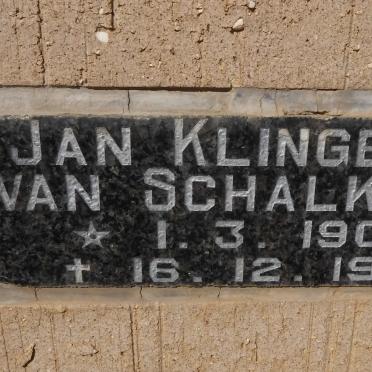 JAN KLINGE
VAN SCHALK
★ 1. 3. 190
✝ 16. 12. 19